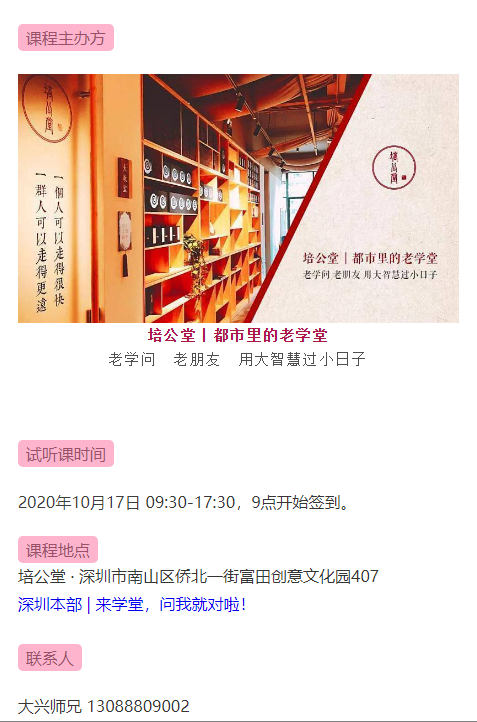 课程主办方
培公堂
一個人可以走得很快
一群人可以走得更遠
培公堂
培公堂丨都市里的老学堂
老学问 老朋友 用大智慧过小日子
培公堂丨都市里的老学堂
老学问 老朋友 用大智慧过小日子
试听课时间
2020年10月17日 09:30-17:30，9点开始签到。
课程地点
培公堂 · 深圳市南山区侨北一街富田创意文化园407
深圳本部 | 来学堂，问我就对啦！
联系人
大兴师兄 13088809002